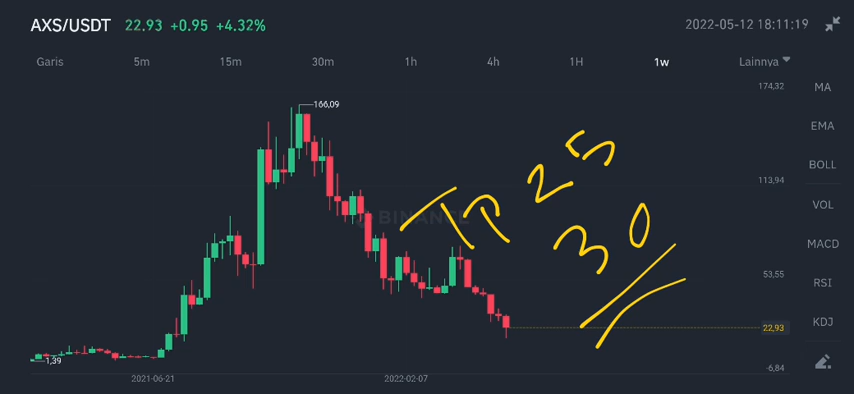 AXS/USDT 22.93 +0.95 +4.32% 2022-05-12 18:11:19
Garis 5m 15m 30m 1h 4h 1H 1w Lainnya
174,32
MA
166,09
EMA
TP 25
BOLL
113,94
VOL
BINANCE
30
MACD
53,55
RSI
KDJ
22,93
1,39
-6,84
2021-06-21 2022-02-07